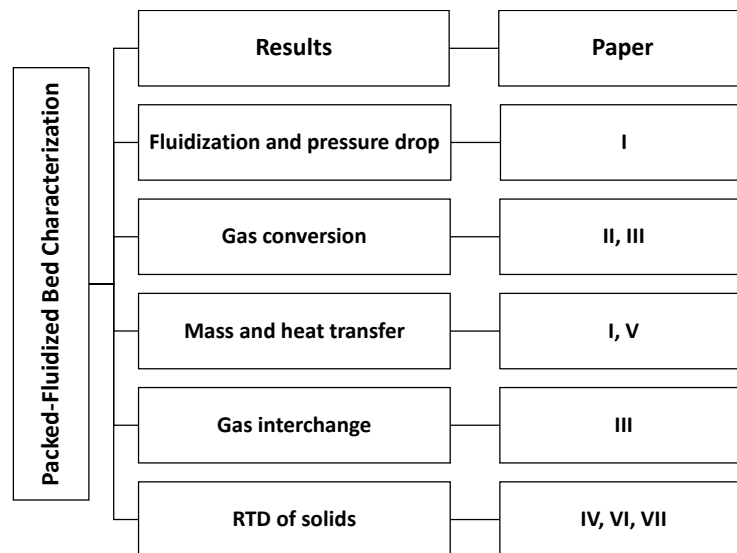 Packed-Fluidized Bed Characterization
Results
Paper
Fluidization and pressure drop
I
Gas conversion
II, III
Mass and heat transfer
I, V
Gas interchange
III
RTD of solids
IV, VI, VII